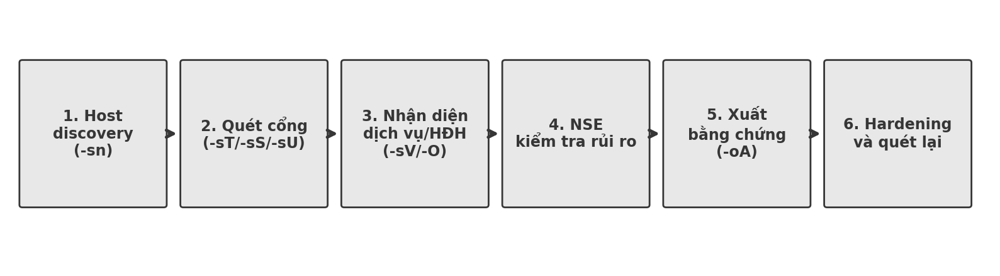 1. Host
discovery
(-sn)
2. Quét cổng
(-sT/-sS/-sU)
3. Nhận diện
dịch vụ/HĐH
(-sV/-O)
4. NSE
kiểm tra rủi ro
5. Xuất
bằng chứng
(-oA)
6. Hardening
và quét lại